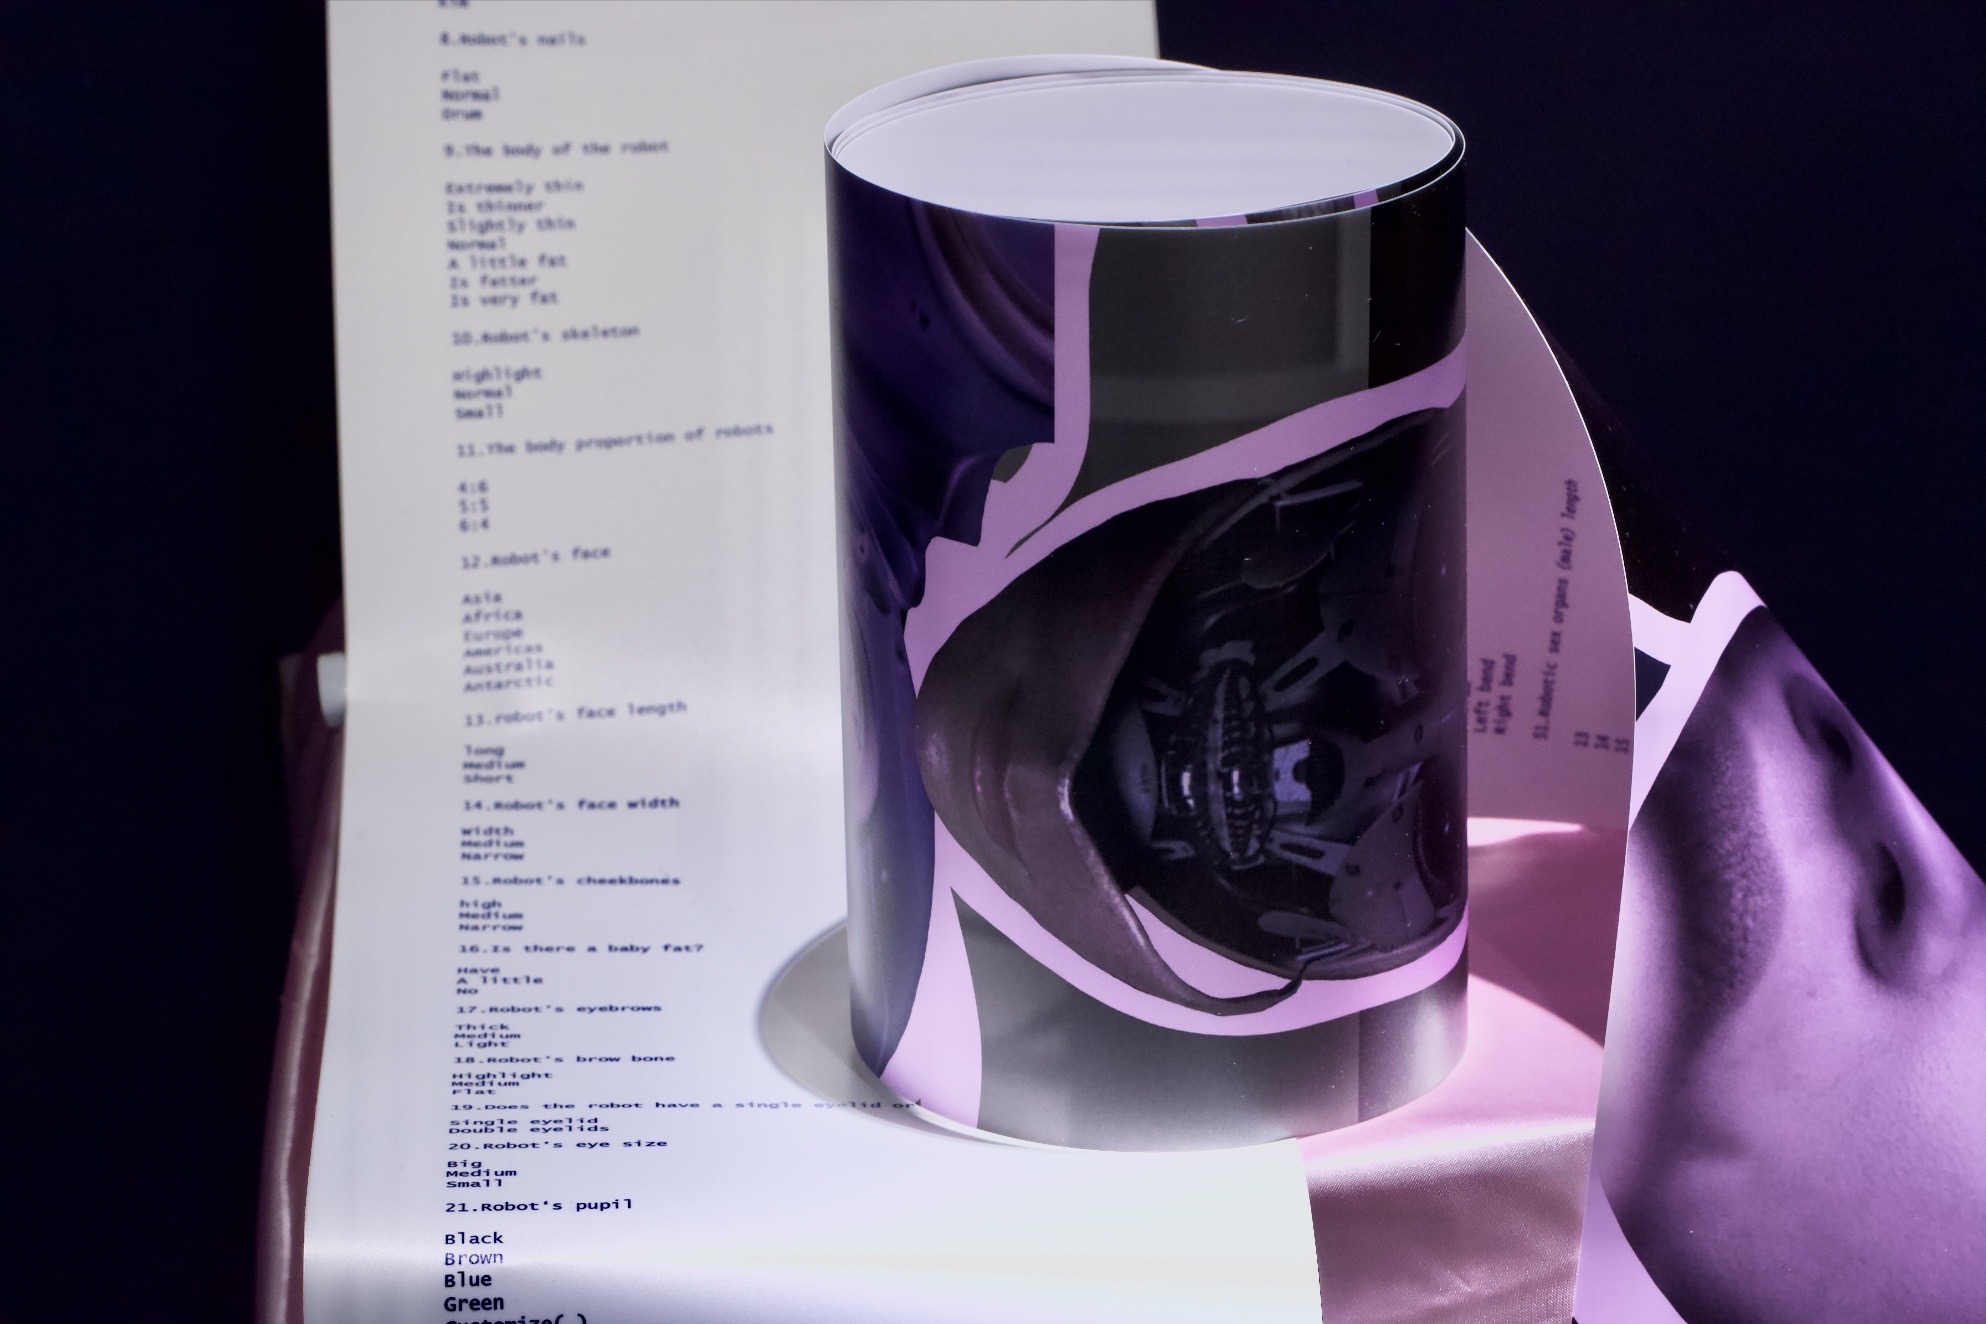 8.Robot's nails
Flat
Normal
Drum
9.The body of the robot
Extremely thin
Is thinner
Slightly thin
Normal
A little fat
Is fatter
Is very fat
10.Robot's skeleton
Highlight
Normal
Small
11.The body proportion of robots
4:6
5:5
6:4
12.Robot's face
Asia
Africa
Europe
Americas
Australia
Antarctic
13.robot's face length
long
Medium
Short
14.Robot's face width
Width
Medium
Narrow
15.Robot's cheekbones
high
Medium
Narrow
16.Is there a baby fat?
Have
A little
No
17.Robot's eyebrows
Thick
Medium
Light
18.Robot's brow bone
Highlight
Medium
Flat
19.Does the robot have a single eyelid or
Single eyelid
Double eyelids
20.Robot's eye size
Big
Medium
Small
21.Robot's pupil
Black
Brown
Blue
Green
Customize( )
Left bend
Right bend
51.Robotic sex organs (male) length
13
14
15